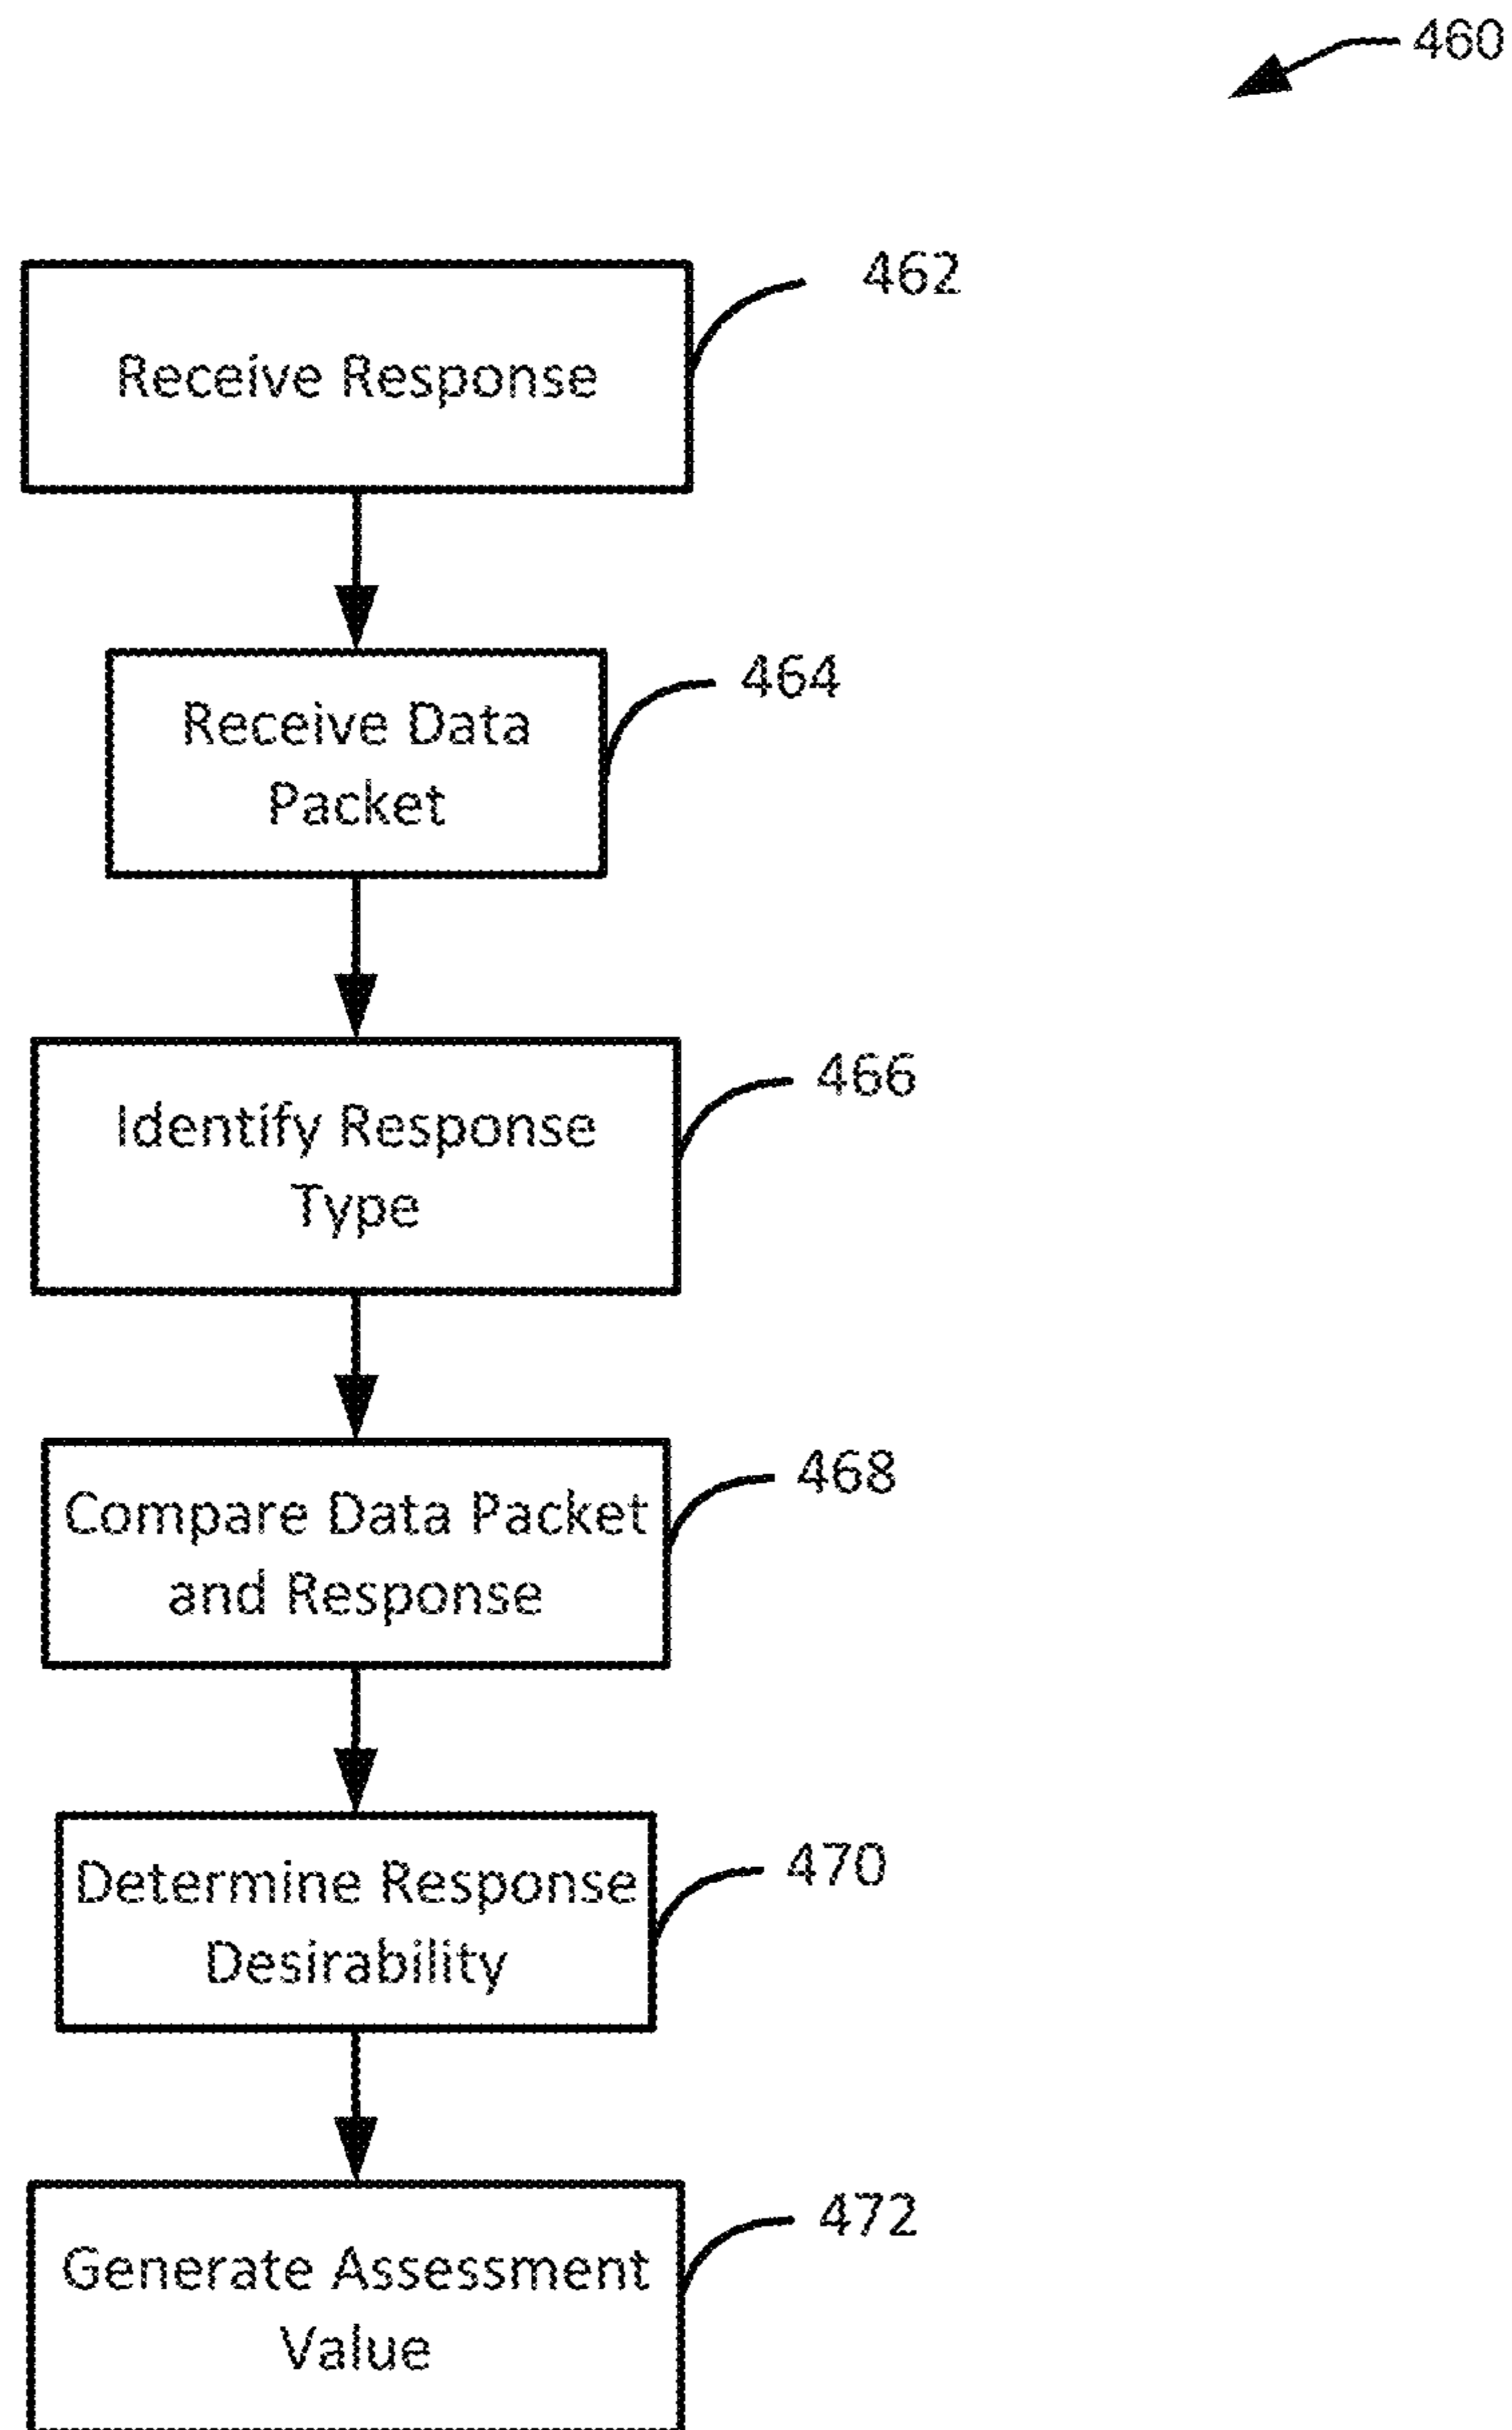 460
462
Receive Response
464
Receive Data
Packet
466
Identify Response
Type
468
Compare Data Packet
and Response
470
Determine Response
Desirability
472
Generate Assessment
Value